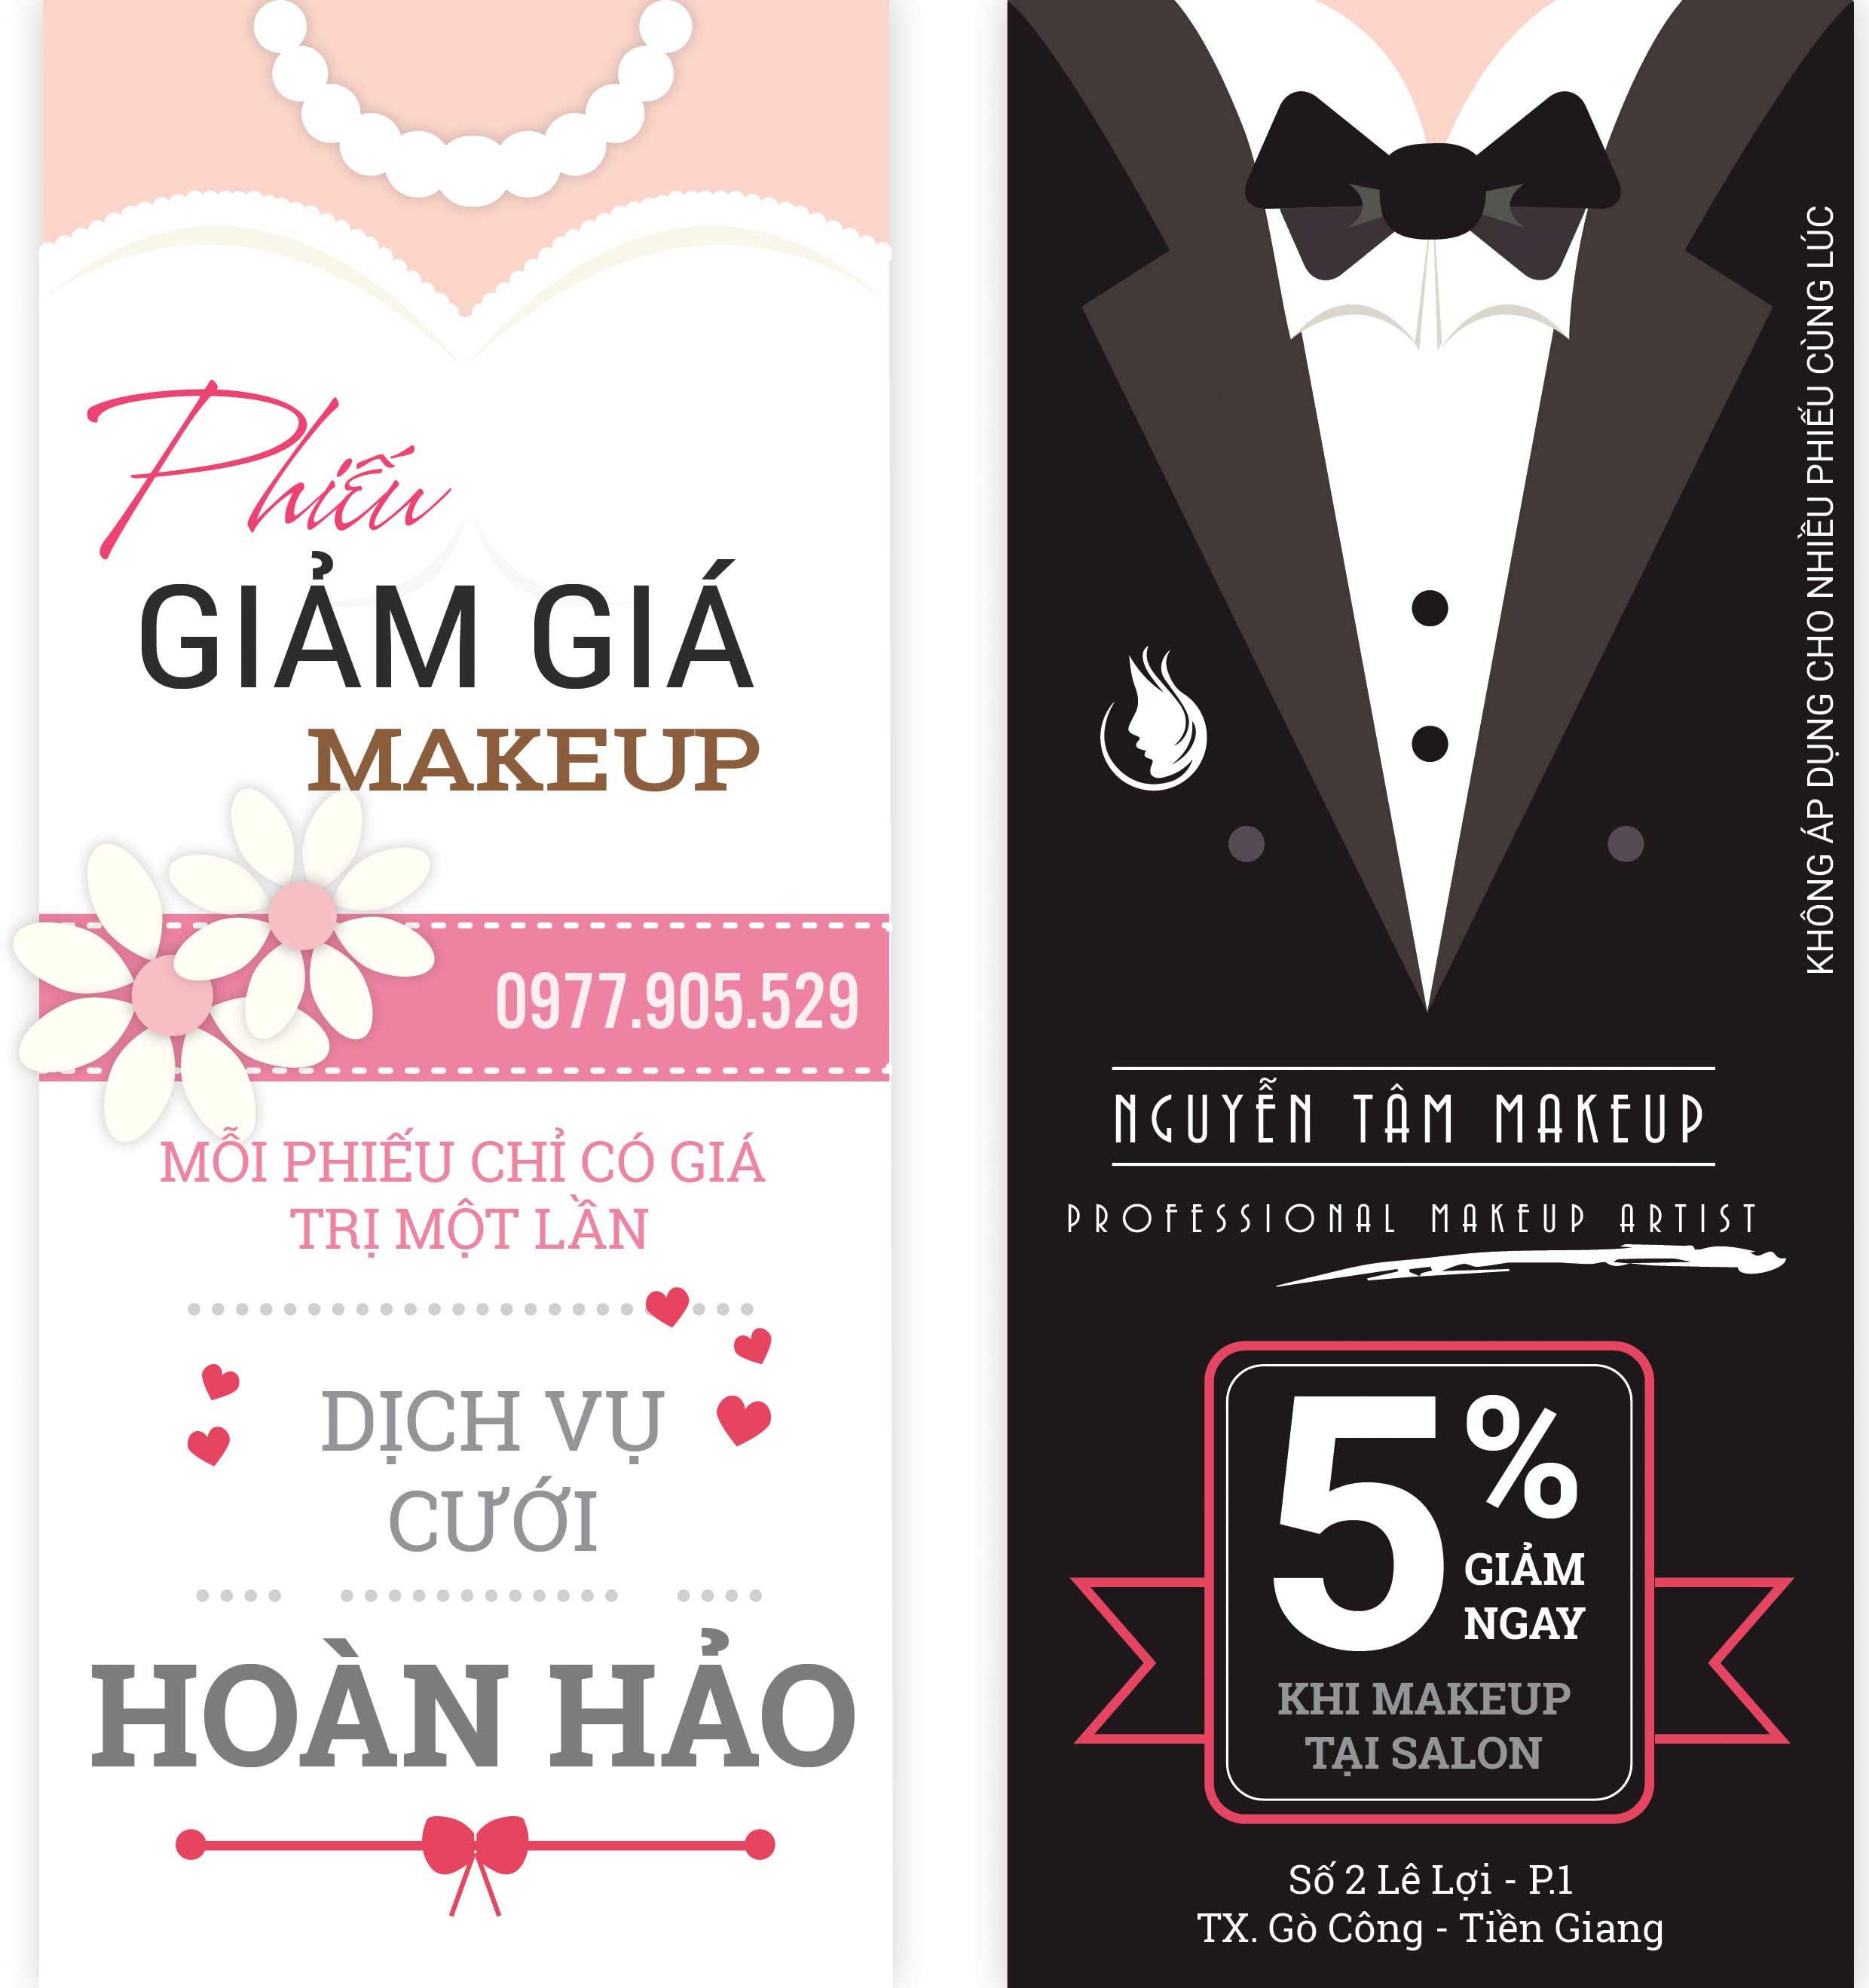 Phiếu
GIẢM GIÁ
MAKEUP
0977.905.529
MỖI PHIẾU CHỈ CÓ GIÁ
TRỊ MỘT LẦN
DỊCH VỤ
CƯỚI
HOÀN HẢO
KHÔNG ÁP DỤNG CHO NHIỀU PHIẾU CÙNG LÚC
NGUYỄN TÂM MAKEUP
PROFESSIONAL MAKEUP ARTIST
5%
GIẢM
NGAY
KHI MAKEUP
TẠI SALON
Số 2 Lê Lợi - P.1
TX. Gò Công - Tiền Giang